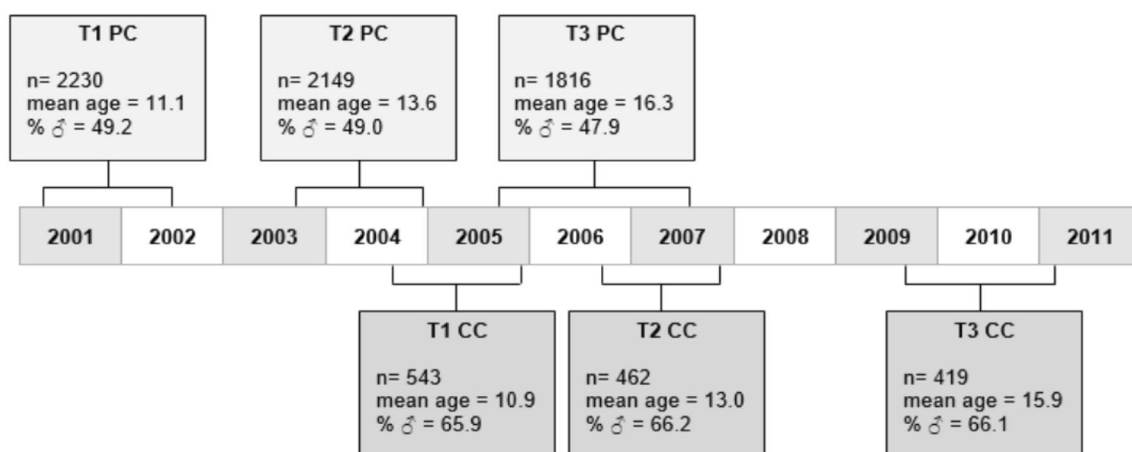 T1 PC
n= 2230
mean age = 11.1
% ♂ = 49.2
T2 PC
n= 2149
mean age = 13.6
% ♂ = 49.0
T3 PC
n= 1816
mean age = 16.3
% ♂ = 47.9
2001 2002 2003 2004 2005 2006 2007 2008 2009 2010 2011
T1 CC
n= 543
mean age = 10.9
% ♂ = 65.9
T2 CC
n= 462
mean age = 13.0
% ♂ = 66.2
T3 CC
n= 419
mean age = 15.9
% ♂ = 66.1